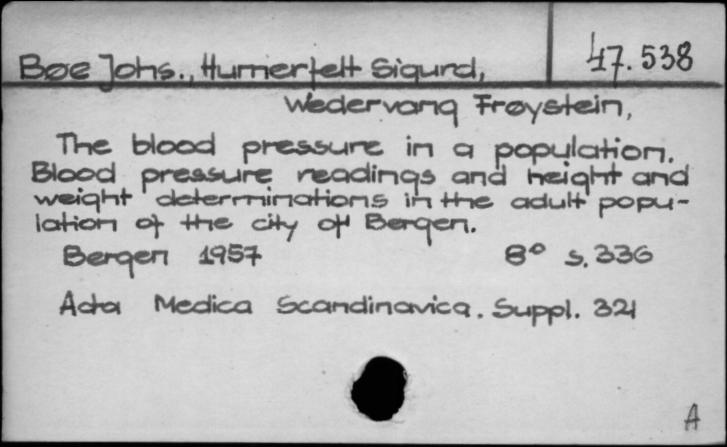 Bøe Johs., Humerfelt Sigurd,
47.538
Wedervang Frøystein,
The blood pressure in a population.
Blood pressure readings and height and
weight determinations in the adult popu-
lation of the city of Bergen.
Bergen 1957 8° s. 336
Acta Medica Scandinavica. Suppl. 321
A